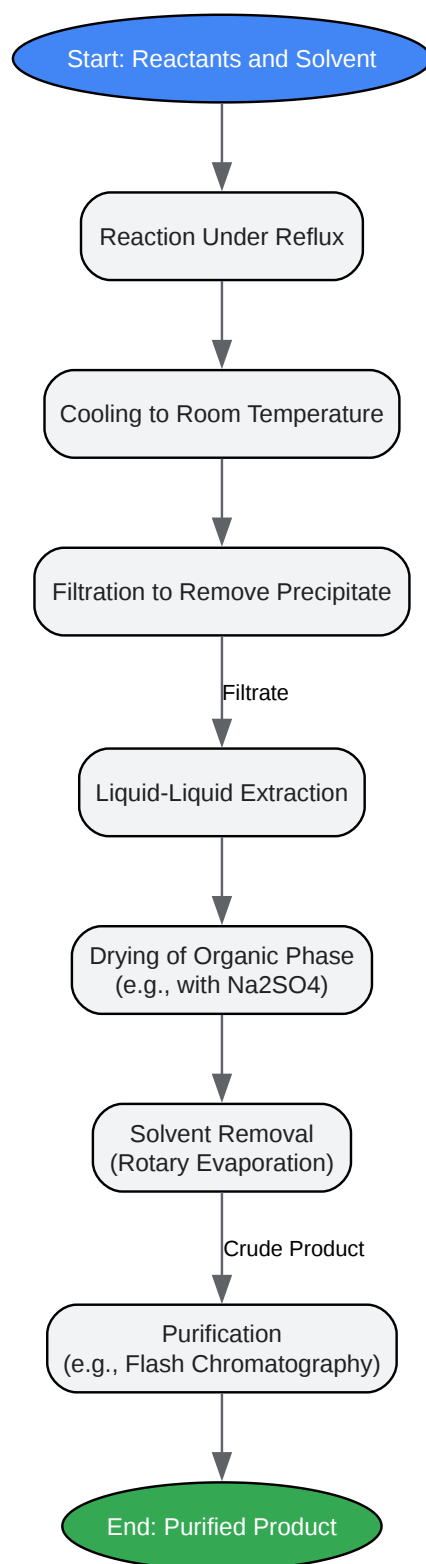 Start: Reactants and Solvent
Reaction Under Reflux
Cooling to Room Temperature
Filtration to Remove Precipitate
Filtrate
Liquid-Liquid Extraction
Drying of Organic Phase
(e.g., with Na2SO4)
Solvent Removal
(Rotary Evaporation)
Crude Product
Purification
(e.g., Flash Chromatography)
End: Purified Product